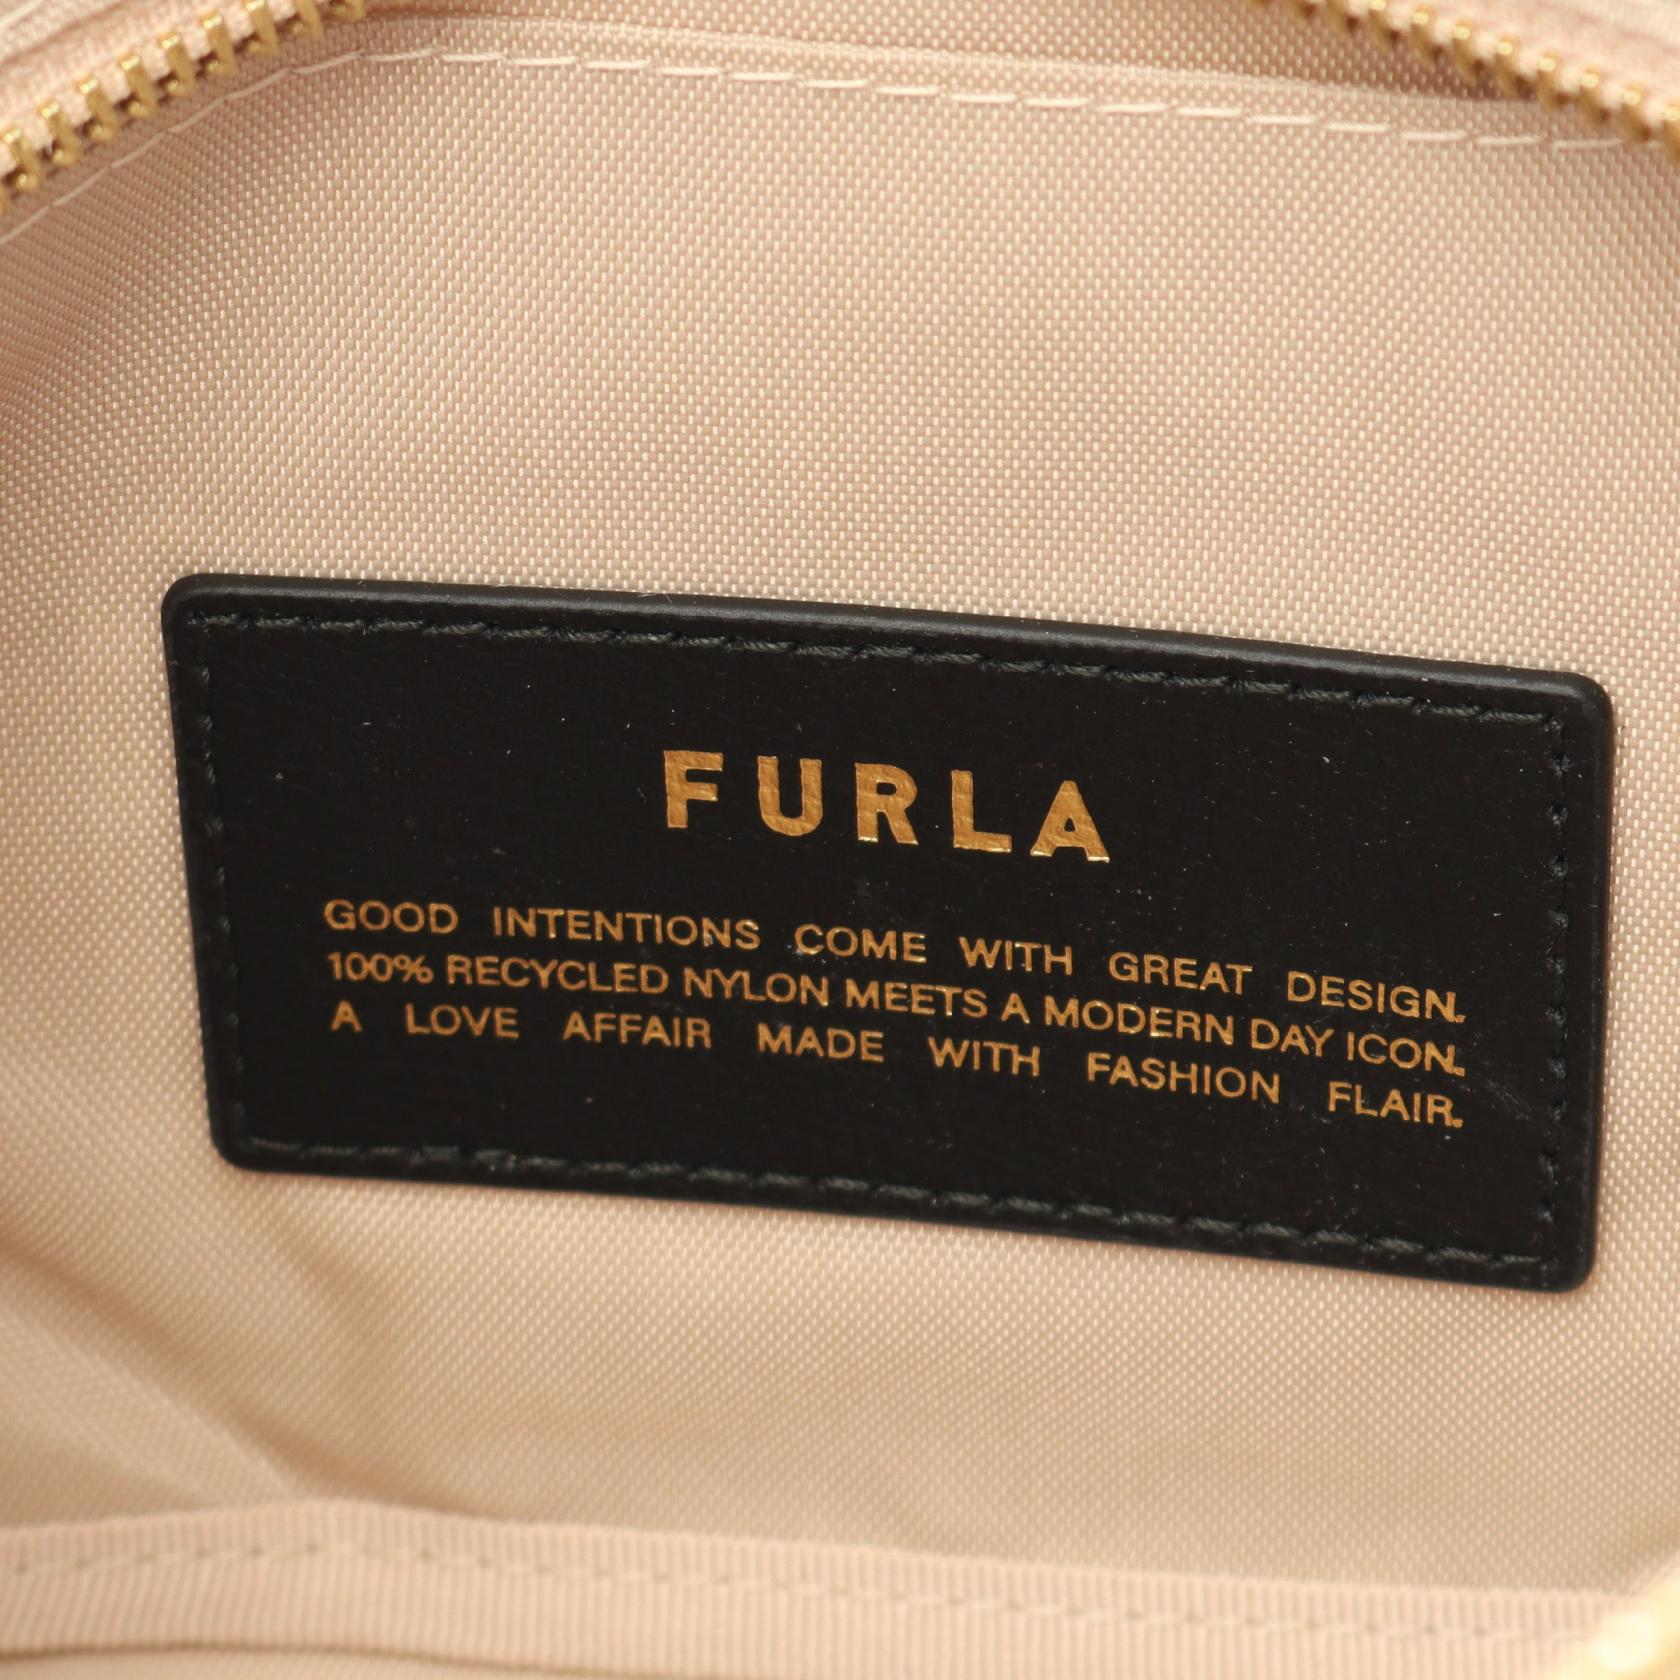 FURLA
GOOD INTENTIONS COME WITH GREAT DESIGN.
100% RECYCLED NYLON MEETS A MODERN DAY ICON.
A LOVE AFFAIR MADE WITH FASHION FLAIR.